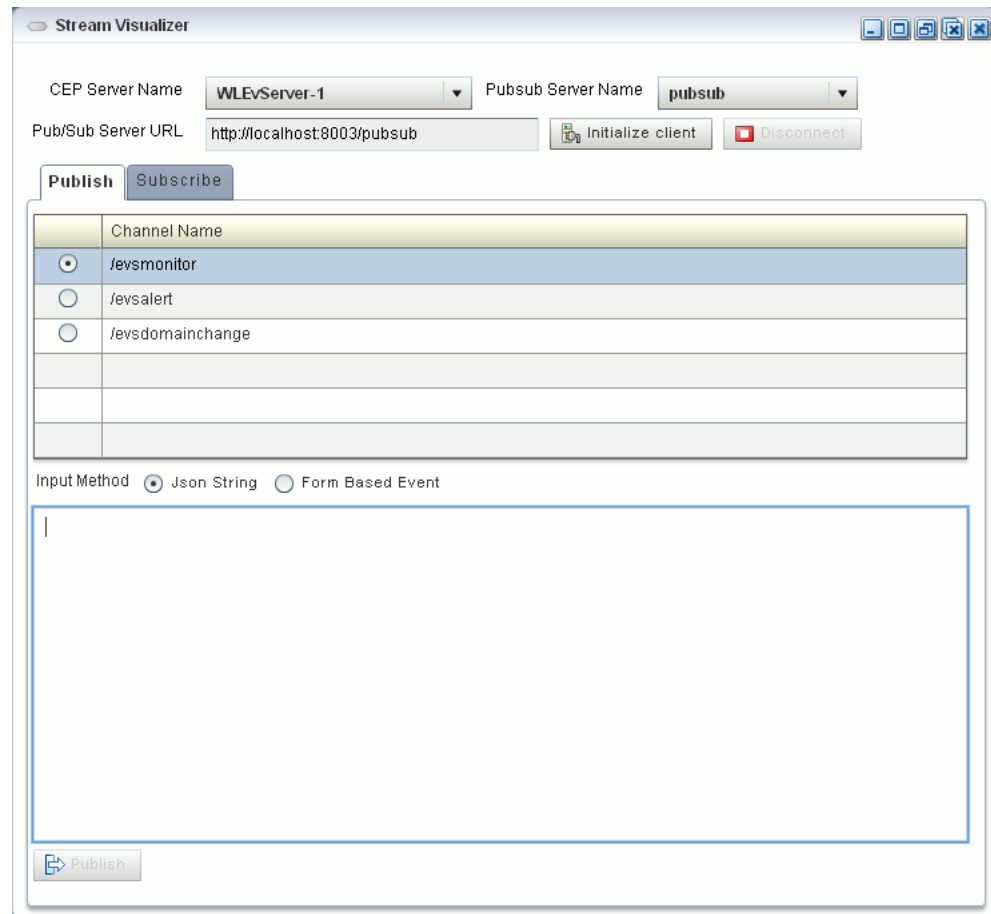 Stream Visualizer
CEP Server Name WLEvServer-1 Pubsub Server Name pubsub
Pub/Sub Server URL http://localhost:8003/pubsub Initialize client Disconnect
Publish Subscribe
Channel Name
/evsmonitor
/evsalert
/evsdomainchange
Input Method Json String Form Based Event
Publish